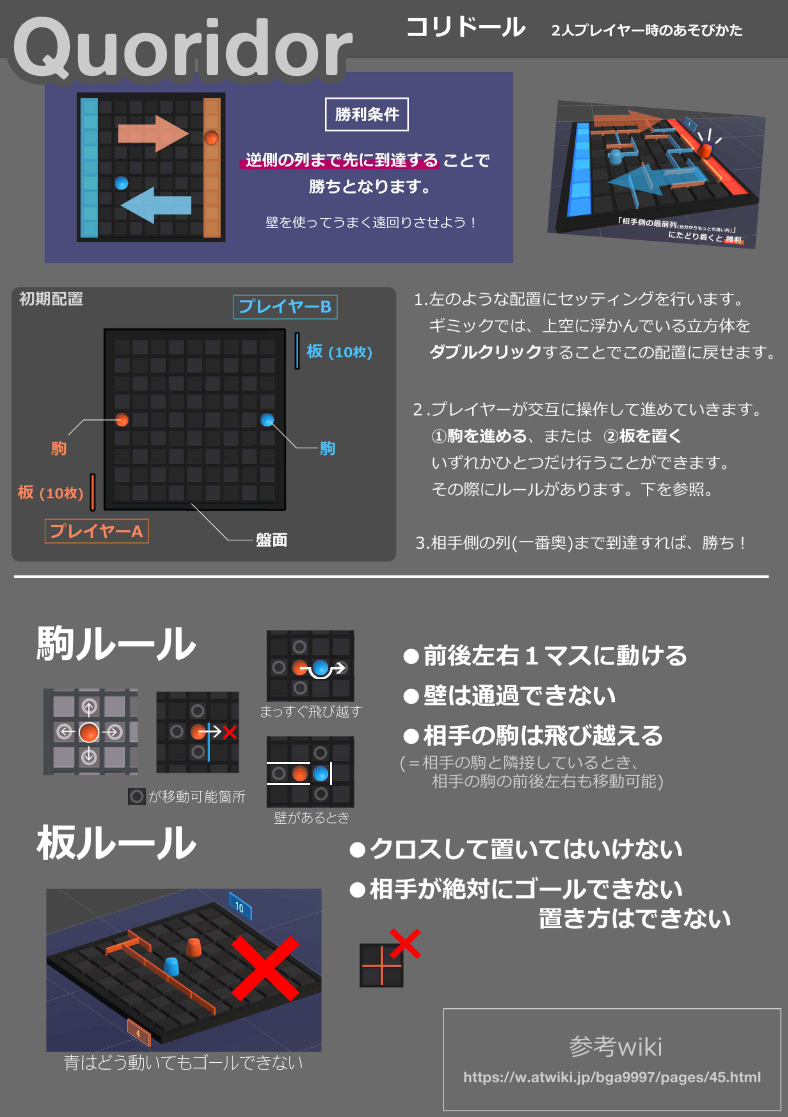 Quoridor
コリドール
2人プレイヤー時のあそびかた
勝利条件
逆側の列まで先に到達する ことで
勝ちとなります。
壁を使ってうまく遠回りさせよう！
「相手側の最前列(自分からもっとも遠い列)」
にたどり着くと 勝利
初期配置
プレイヤーB
板 (10枚)
駒
駒
板 (10枚)
プレイヤーA
盤面
1.左のような配置にセッティングを行います。
ギミックでは、上空に浮かんでいる立方体を
ダブルクリックすることでこの配置に戻せます。
２.プレイヤーが交互に操作して進めていきます。
①駒を進める、または ②板を置く
いずれかひとつだけ行うことができます。
その際にルールがあります。下を参照。
3.相手側の列(一番奥)まで到達すれば、勝ち！
駒ルール
まっすぐ飛び越す
が移動可能箇所
壁があるとき
●前後左右１マスに動ける
●壁は通過できない
●相手の駒は飛び越える
(＝相手の駒と隣接しているとき、
相手の駒の前後左右も移動可能)
板ルール
●クロスして置いてはいけない
●相手が絶対にゴールできない
置き方はできない
10
4
青はどう動いてもゴールできない
参考wiki
https://w.atwiki.jp/bga9997/pages/45.html